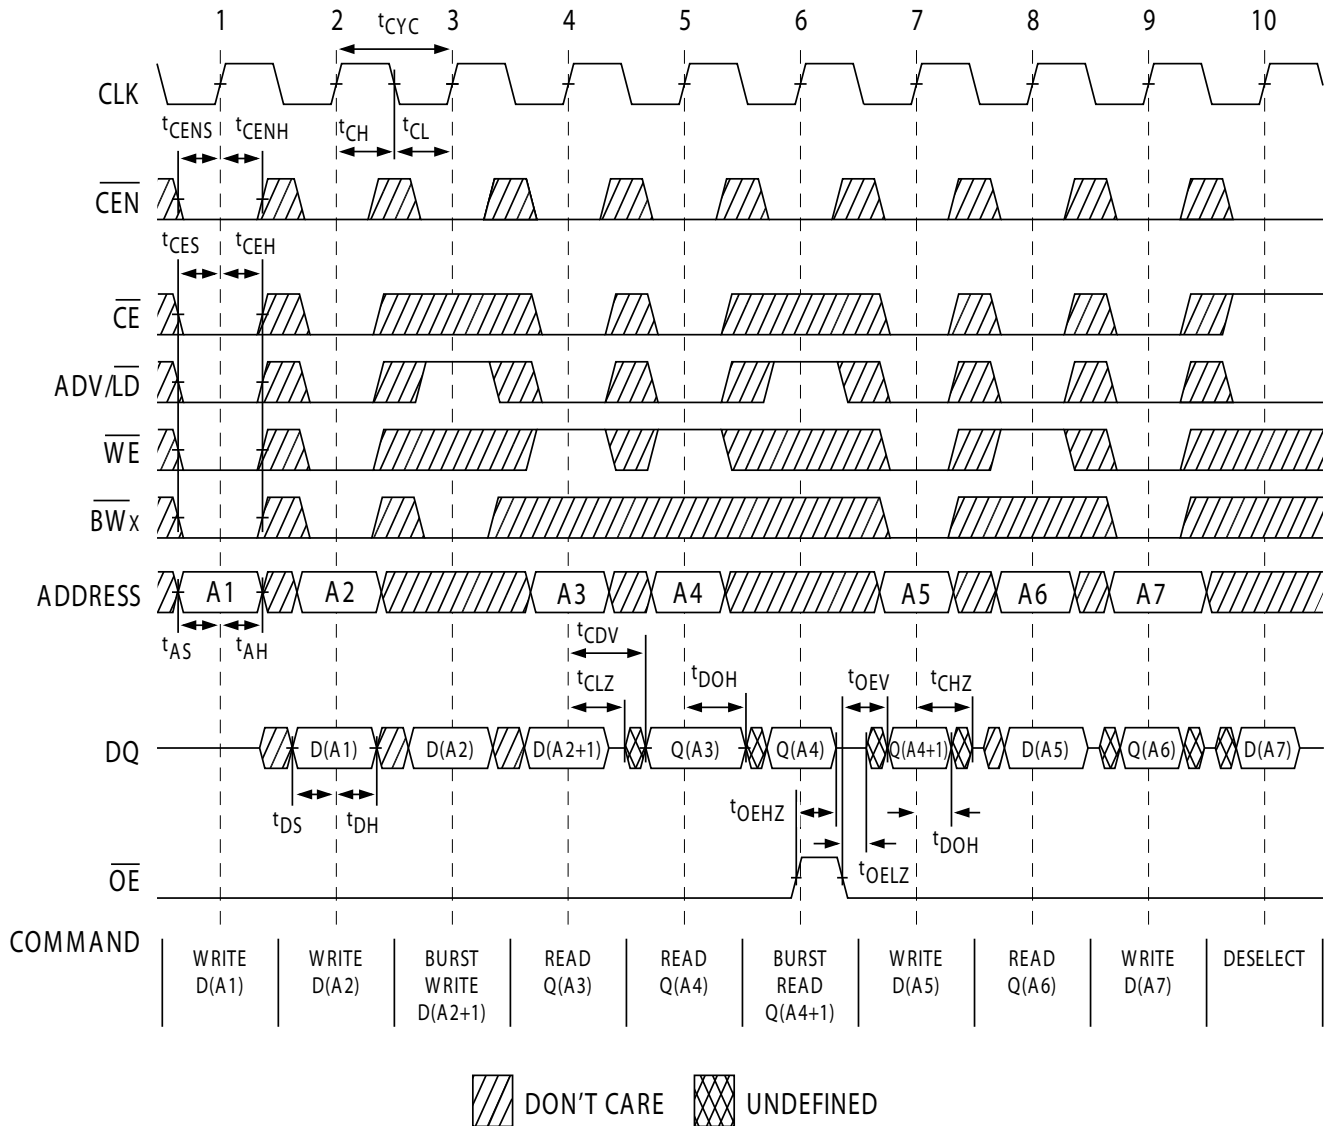 1 2 3 4 5 6 7 8 9 10
tCYC
CLK
tCENS tCENH tCH tCL
CEN
tCES tCEH
CE
ADV/LD
WE
BWx
ADDRESS A1 A2 A3 A4 A5 A6 A7
tAS tAH tCDV
tCLZ tDOH tOEV tCHZ
DQ D(A1) D(A2) D(A2+1) Q(A3) Q(A4) Q(A4+1) D(A5) Q(A6) D(A7)
tDS tDH tOEHZ tDOH
tOELZ
OE
COMMAND
WRITE WRITE BURST READ READ BURST WRITE READ WRITE DESELECT
D(A1) D(A2) WRITE Q(A3) Q(A4) READ D(A5) Q(A6) D(A7)
D(A2+1) Q(A4+1)
DON'T CARE UNDEFINED